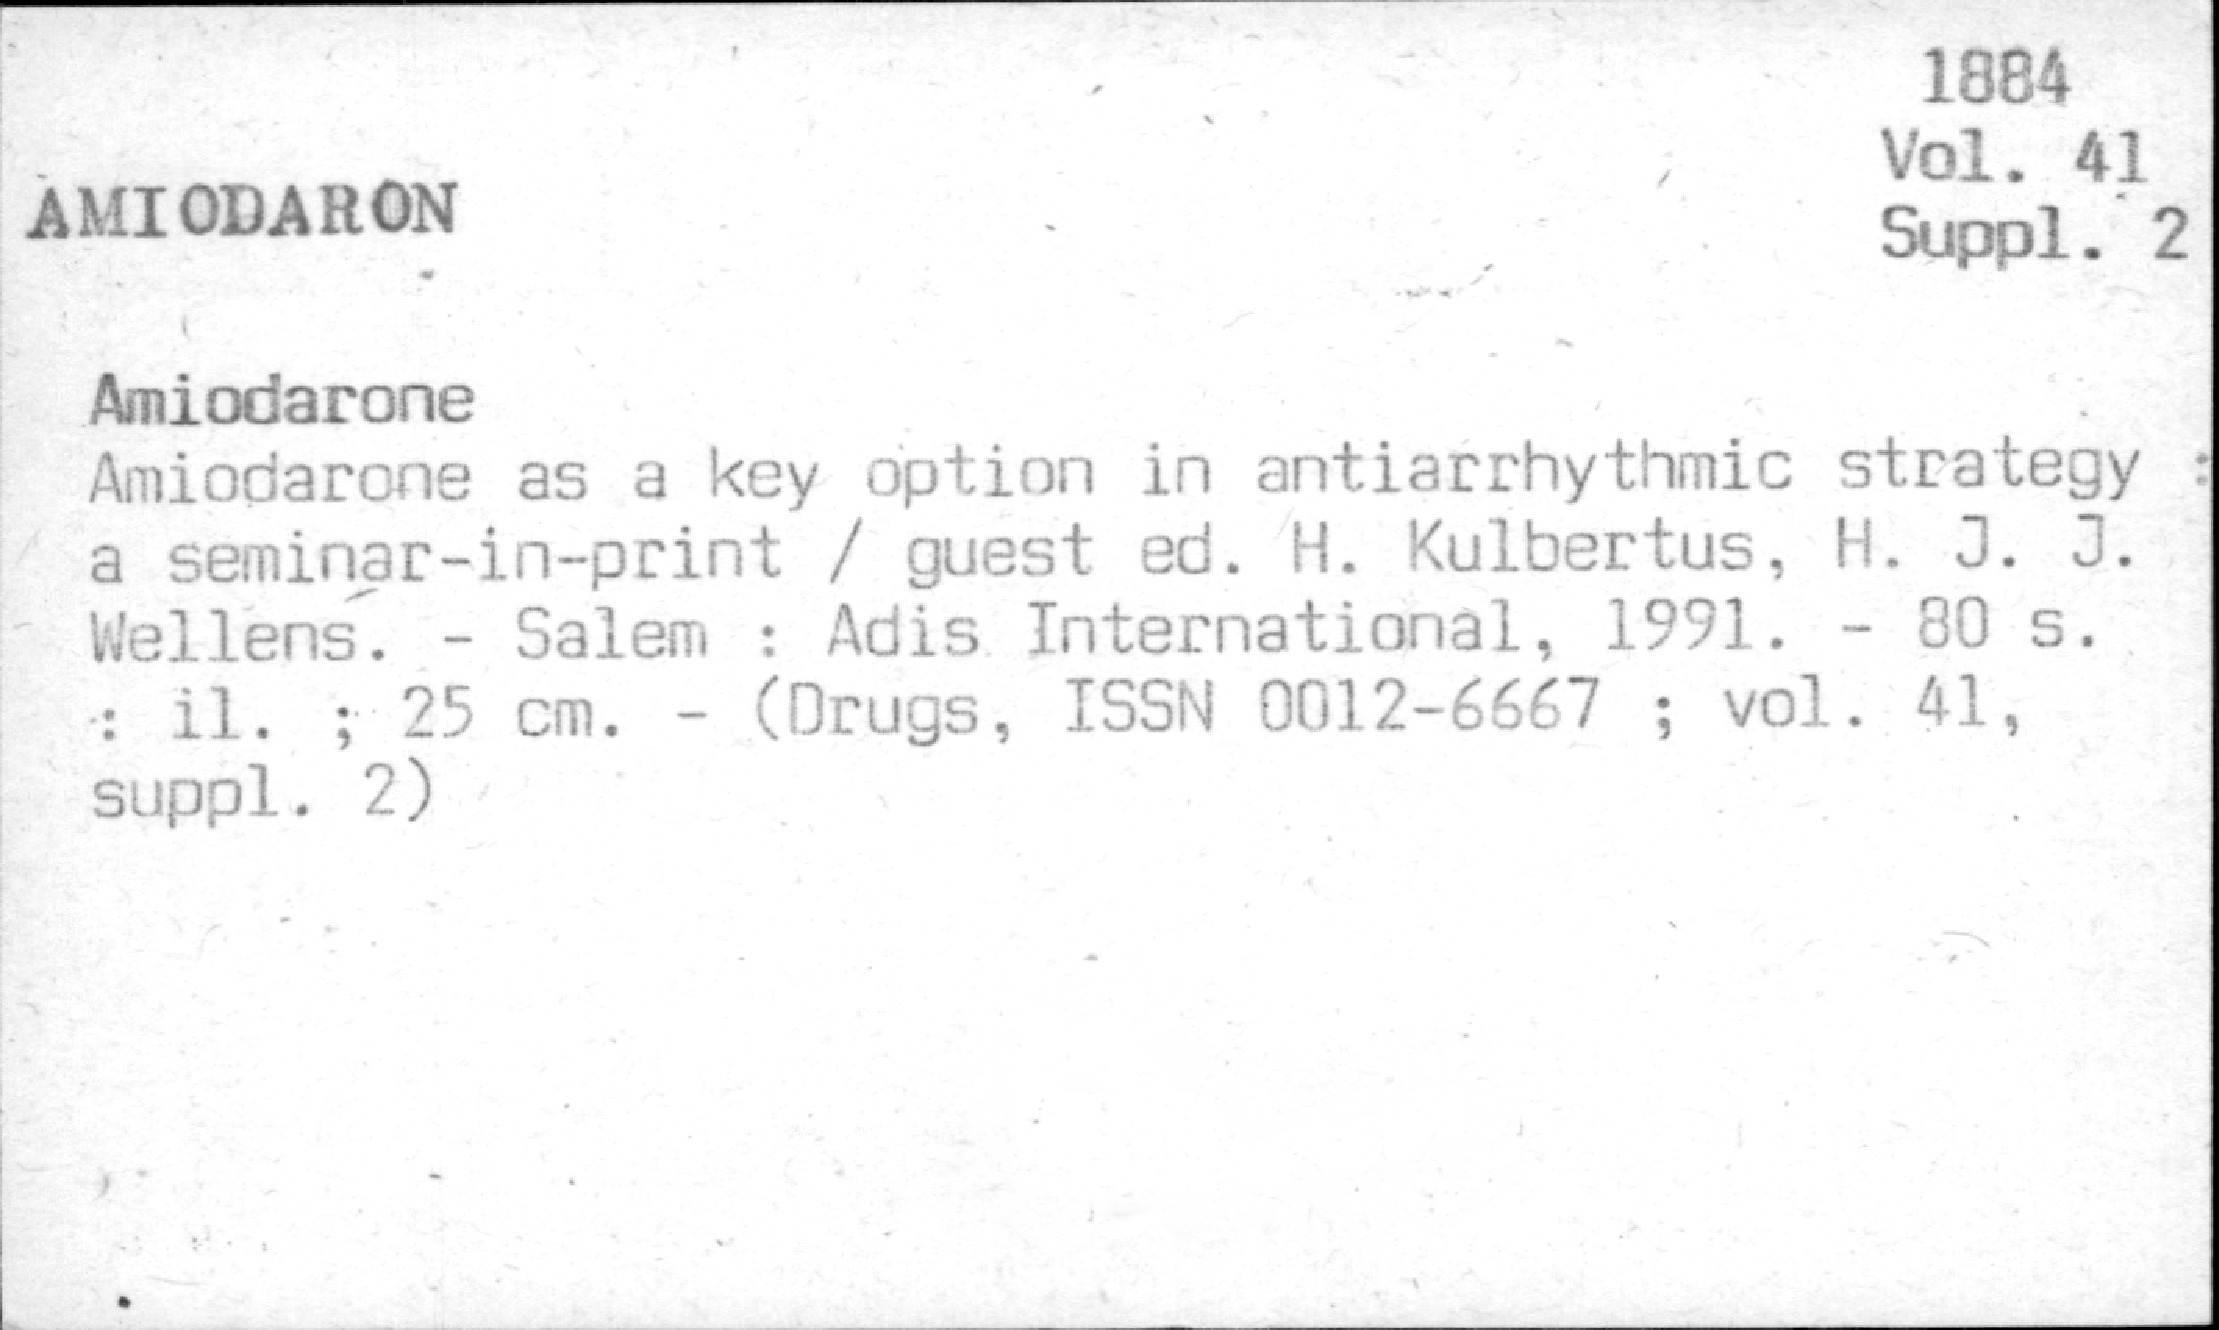 1884
Vol. 41
AMIODARON
Suppl. 2
Amiodarone
Amiodarone as a key option in antiarrhythmic strategy :
a seminar-in-print / guest ed. H. Kulbertus, H. J. J.
Wellens. - Salem : Adis International, 1991. - 80 s.
: il. ; 25 cm. - (Drugs, ISSN 0012-6667 ; vol. 41,
suppl. 2)